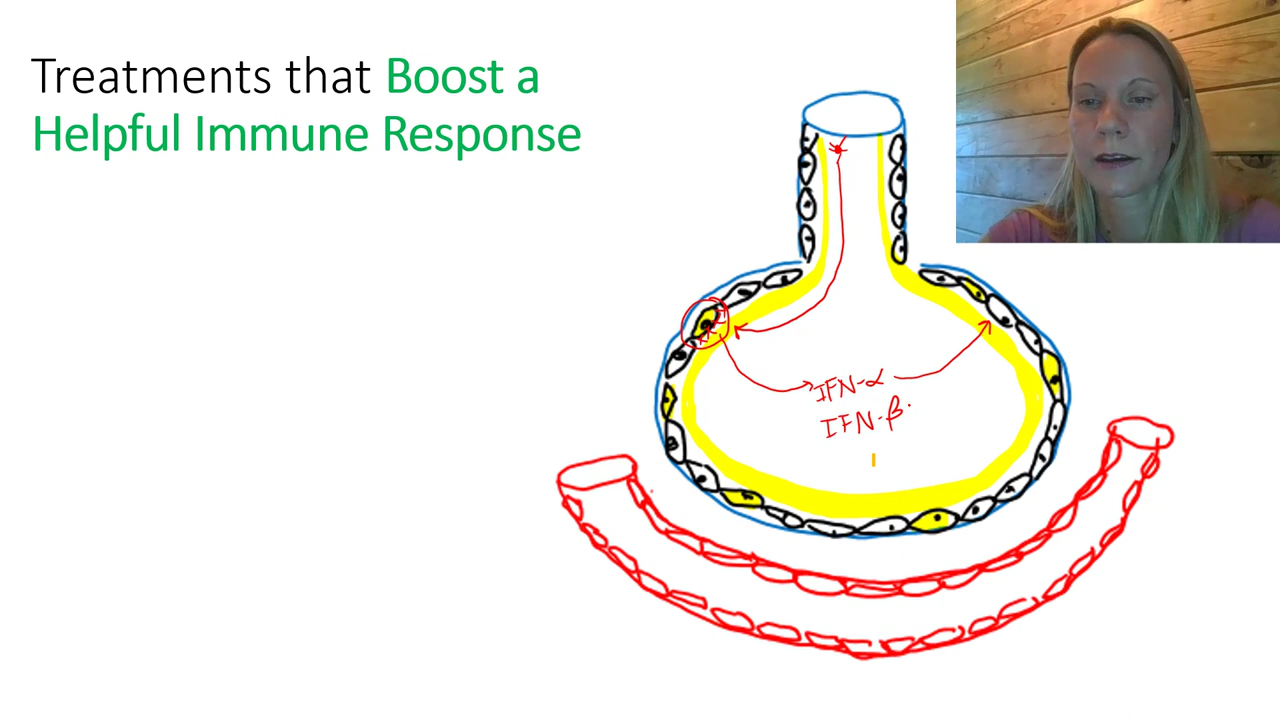 Treatments that Boost a
Helpful Immune Response
IFN-α
IFN-β.